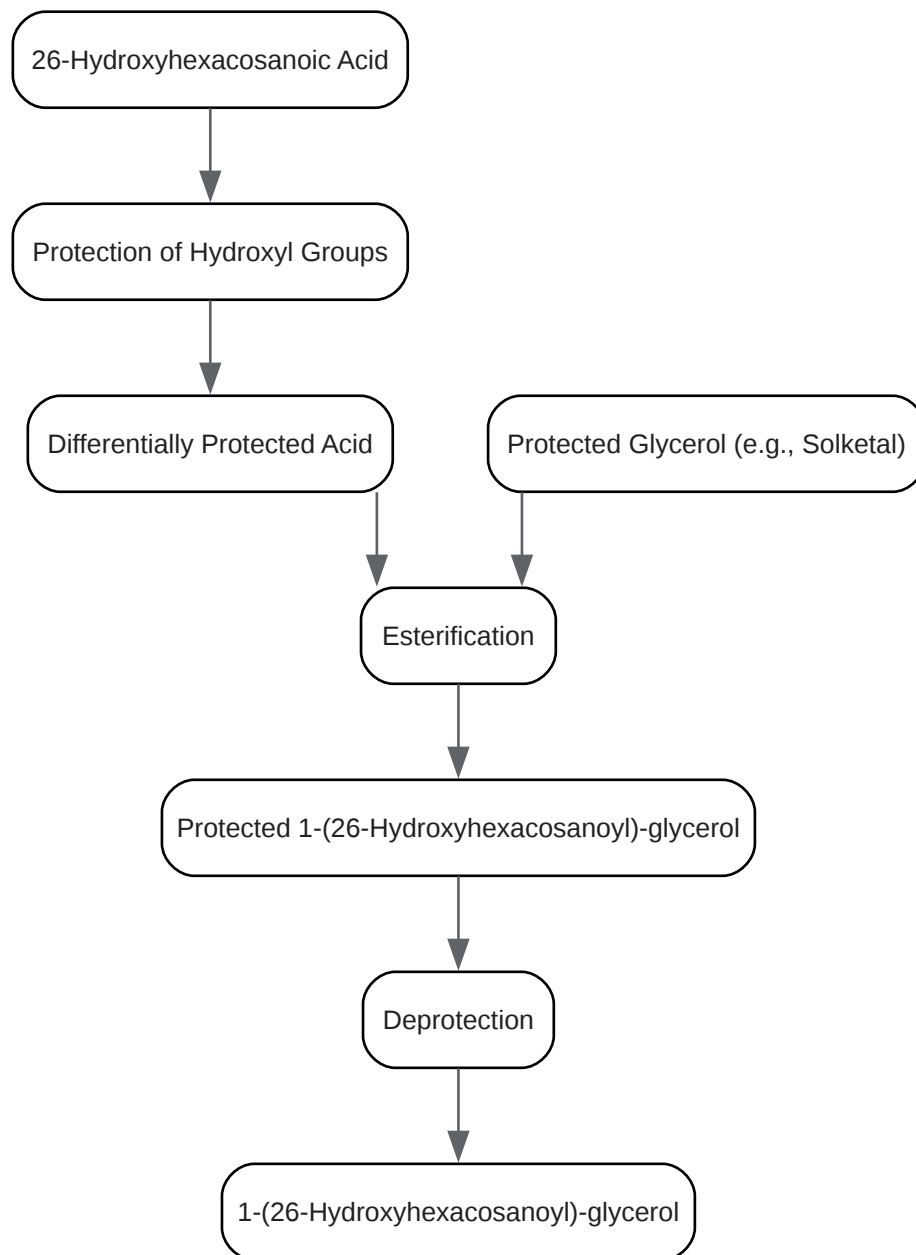 26-Hydroxyhexacosanoic Acid
Protection of Hydroxyl Groups
Differentially Protected Acid
Protected Glycerol (e.g., Solketal)
Esterification
Protected 1-(26-Hydroxyhexacosanoyl)-glycerol
Deprotection
1-(26-Hydroxyhexacosanoyl)-glycerol